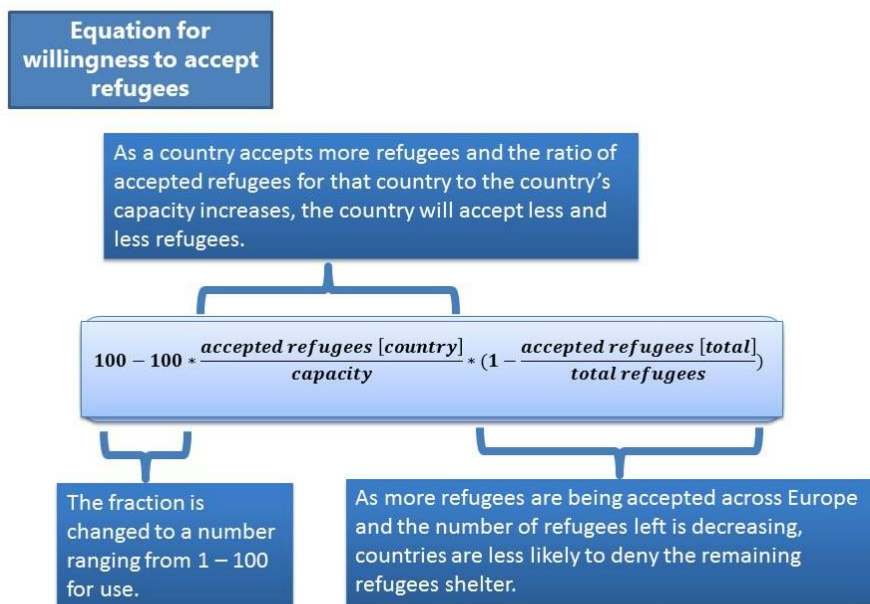 Equation for
willingness to accept
refugees
As a country accepts more refugees and the ratio of
accepted refugees for that country to the country's
capacity increases, the country will accept less and
less refugees.
100 − 100 * accepted refugees [country] / capacity * (1 − accepted refugees [total] / total refugees)
The fraction is
changed to a number
ranging from 1 – 100
for use.
As more refugees are being accepted across Europe
and the number of refugees left is decreasing,
countries are less likely to deny the remaining
refugees shelter.